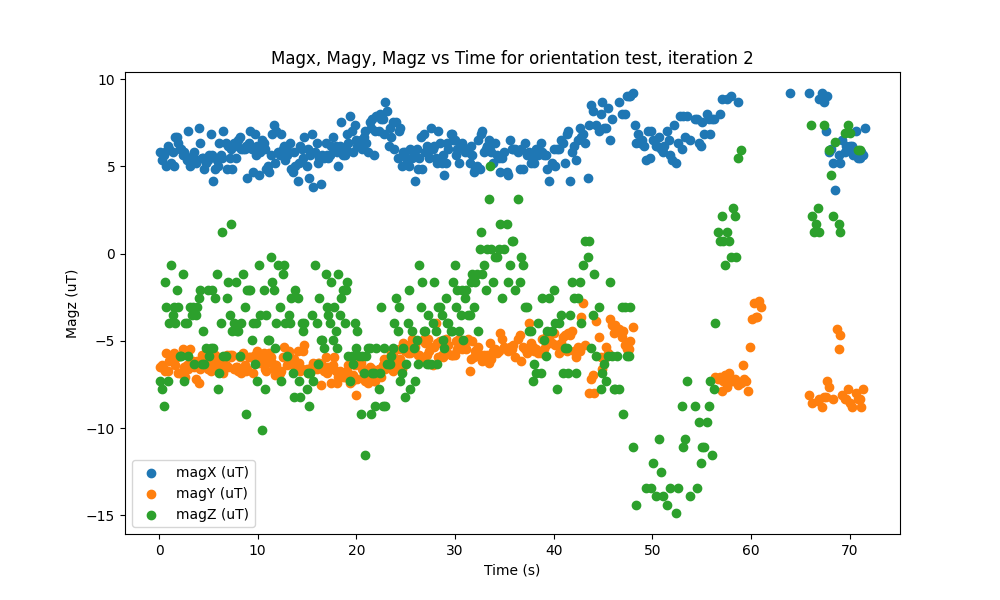 Magx, Magy, Magz vs Time for orientation test, iteration 2
10
5
0
−5
−10
−15
Magz (uT)
magX (uT)
magY (uT)
magZ (uT)
0 10 20 30 40 50 60 70
Time (s)